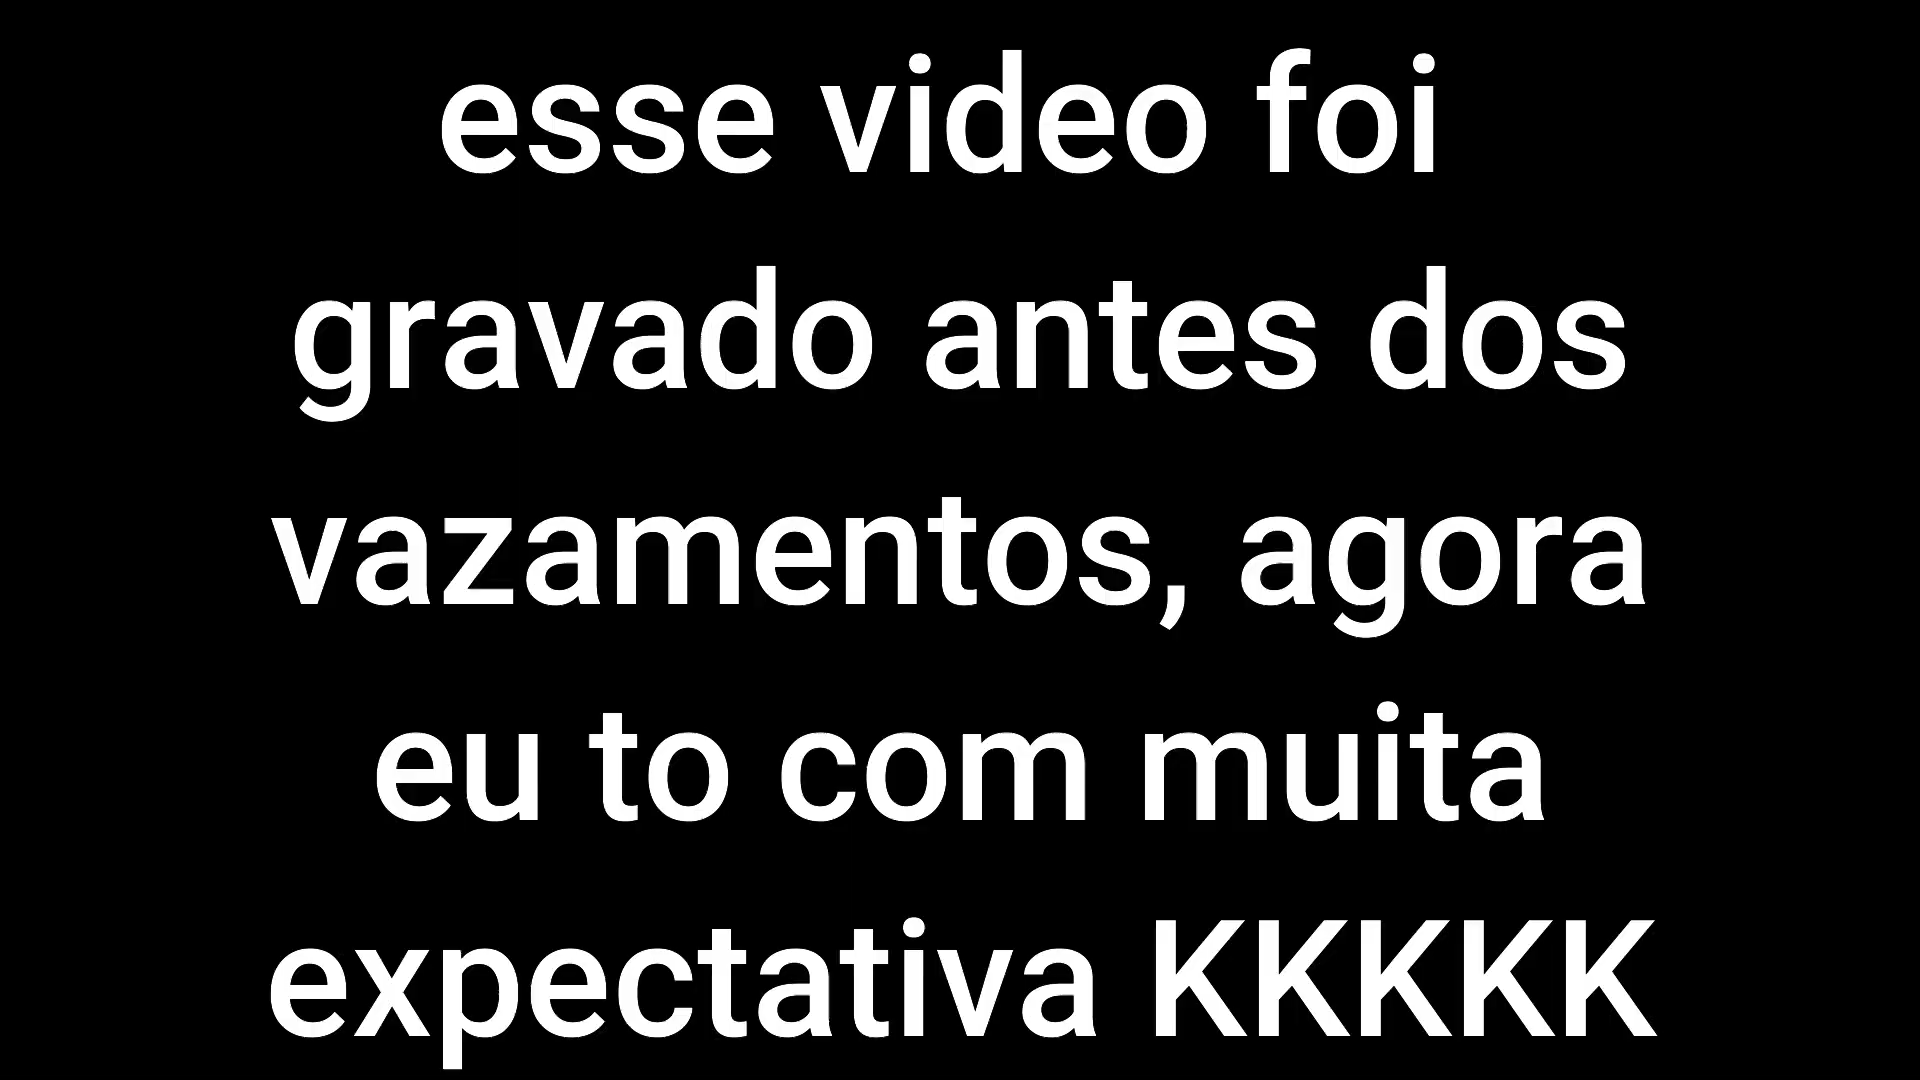 esse video foi
gravado antes dos
vazamentos, agora
eu to com muita
expectativa KKKKK